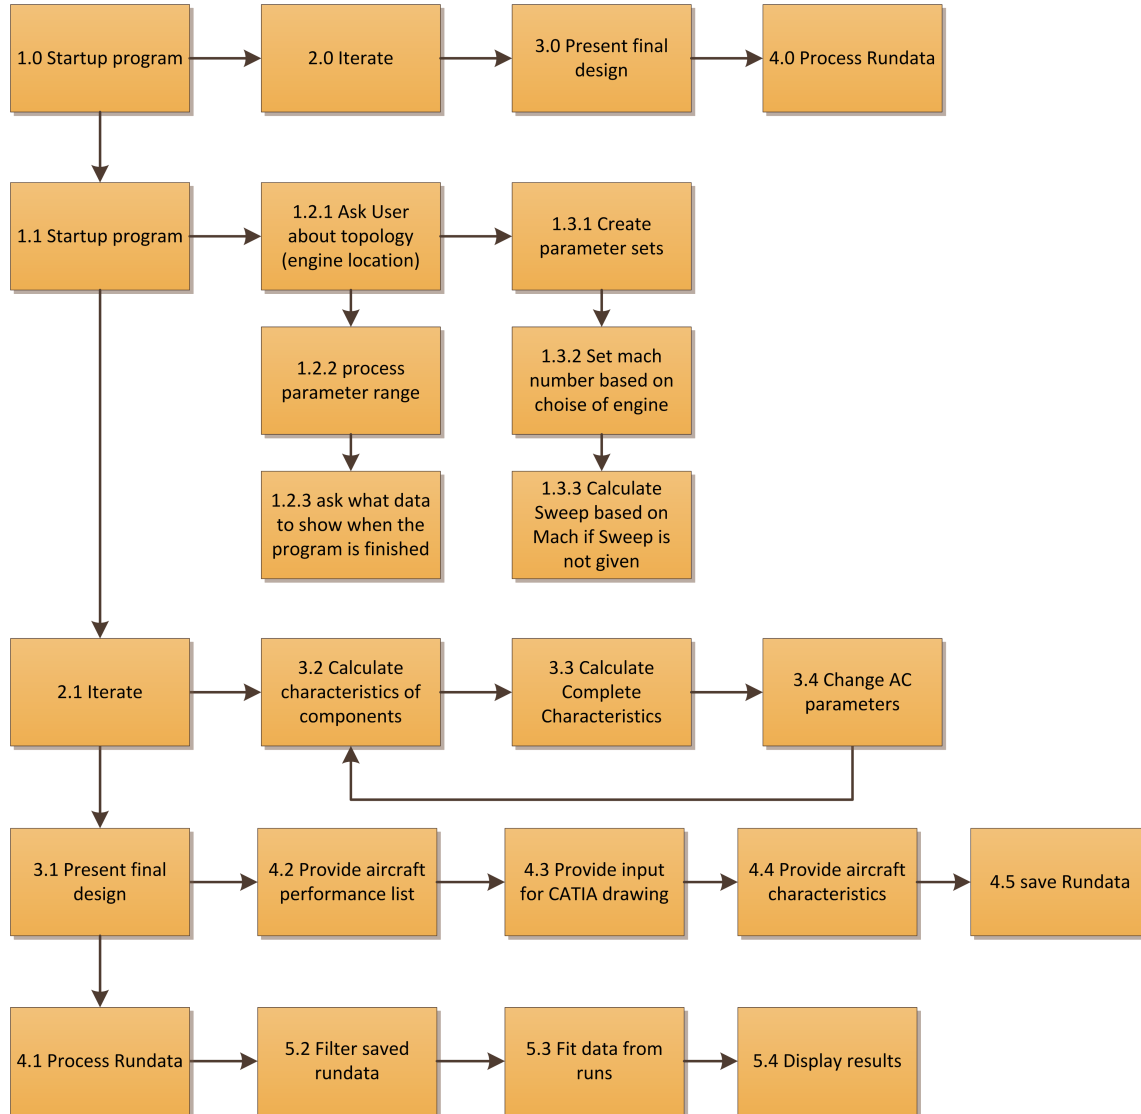 1.0 Startup program
2.0 Iterate
3.0 Present final
design
4.0 Process Rundata
1.1 Startup program
1.2.1 Ask User
about topology
(engine location)
1.3.1 Create
parameter sets
1.2.2 process
parameter range
1.3.2 Set mach
number based on
choise of engine
1.2.3 ask what data
to show when the
program is finished
1.3.3 Calculate
Sweep based on
Mach if Sweep is
not given
2.1 Iterate
3.2 Calculate
characteristics of
components
3.3 Calculate
Complete
Characteristics
3.4 Change AC
parameters
3.1 Present final
design
4.2 Provide aircraft
performance list
4.3 Provide input
for CATIA drawing
4.4 Provide aircraft
characteristics
4.5 save Rundata
4.1 Process Rundata
5.2 Filter saved
rundata
5.3 Fit data from
runs
5.4 Display results